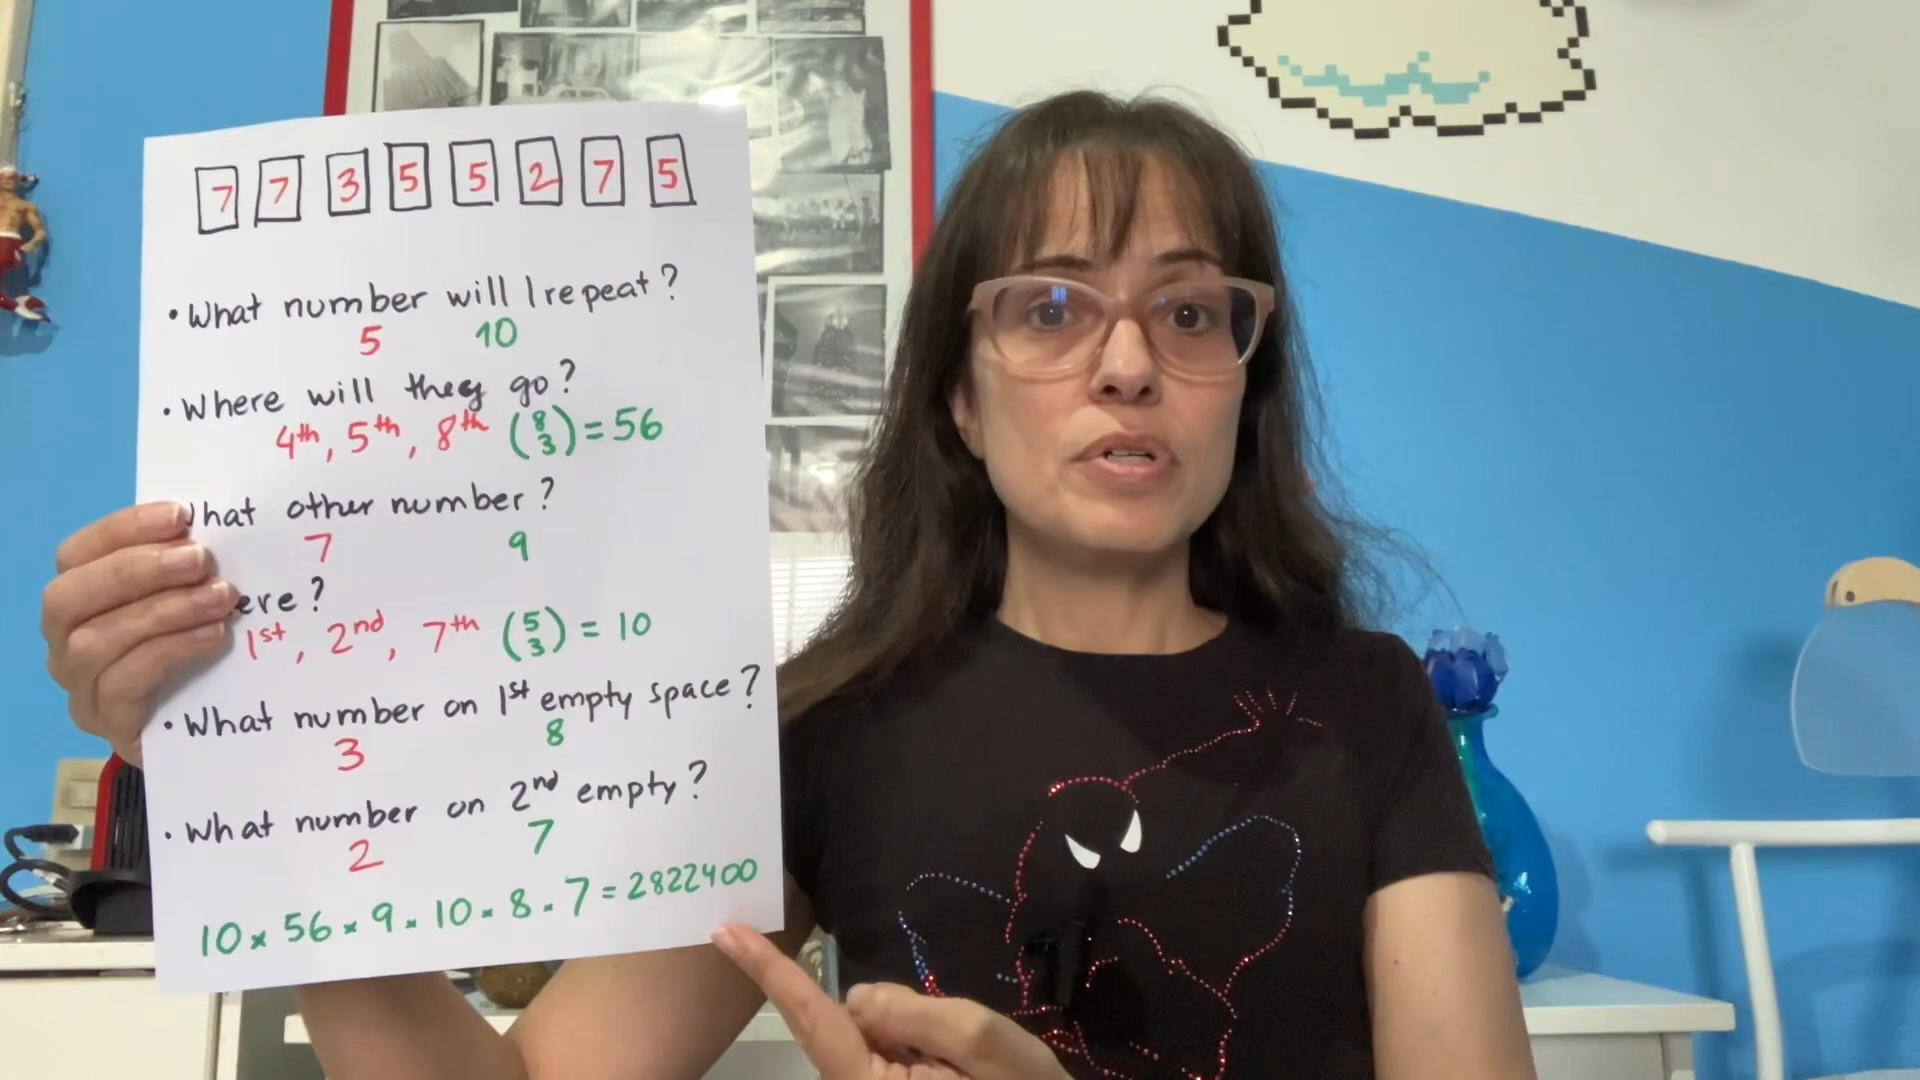 7 7 3 5 5 2 7 5
• What number will I repeat?
5 10
• Where will they go?
4th, 5th, 8th (8 3) = 56
other number?
7 9
1st, 2nd, 7th (5 3) = 10
• What number on 1st empty space?
3 8
• What number on 2nd empty?
2 7
10 × 56 × 9 × 10 × 8 · 7 = 2822400